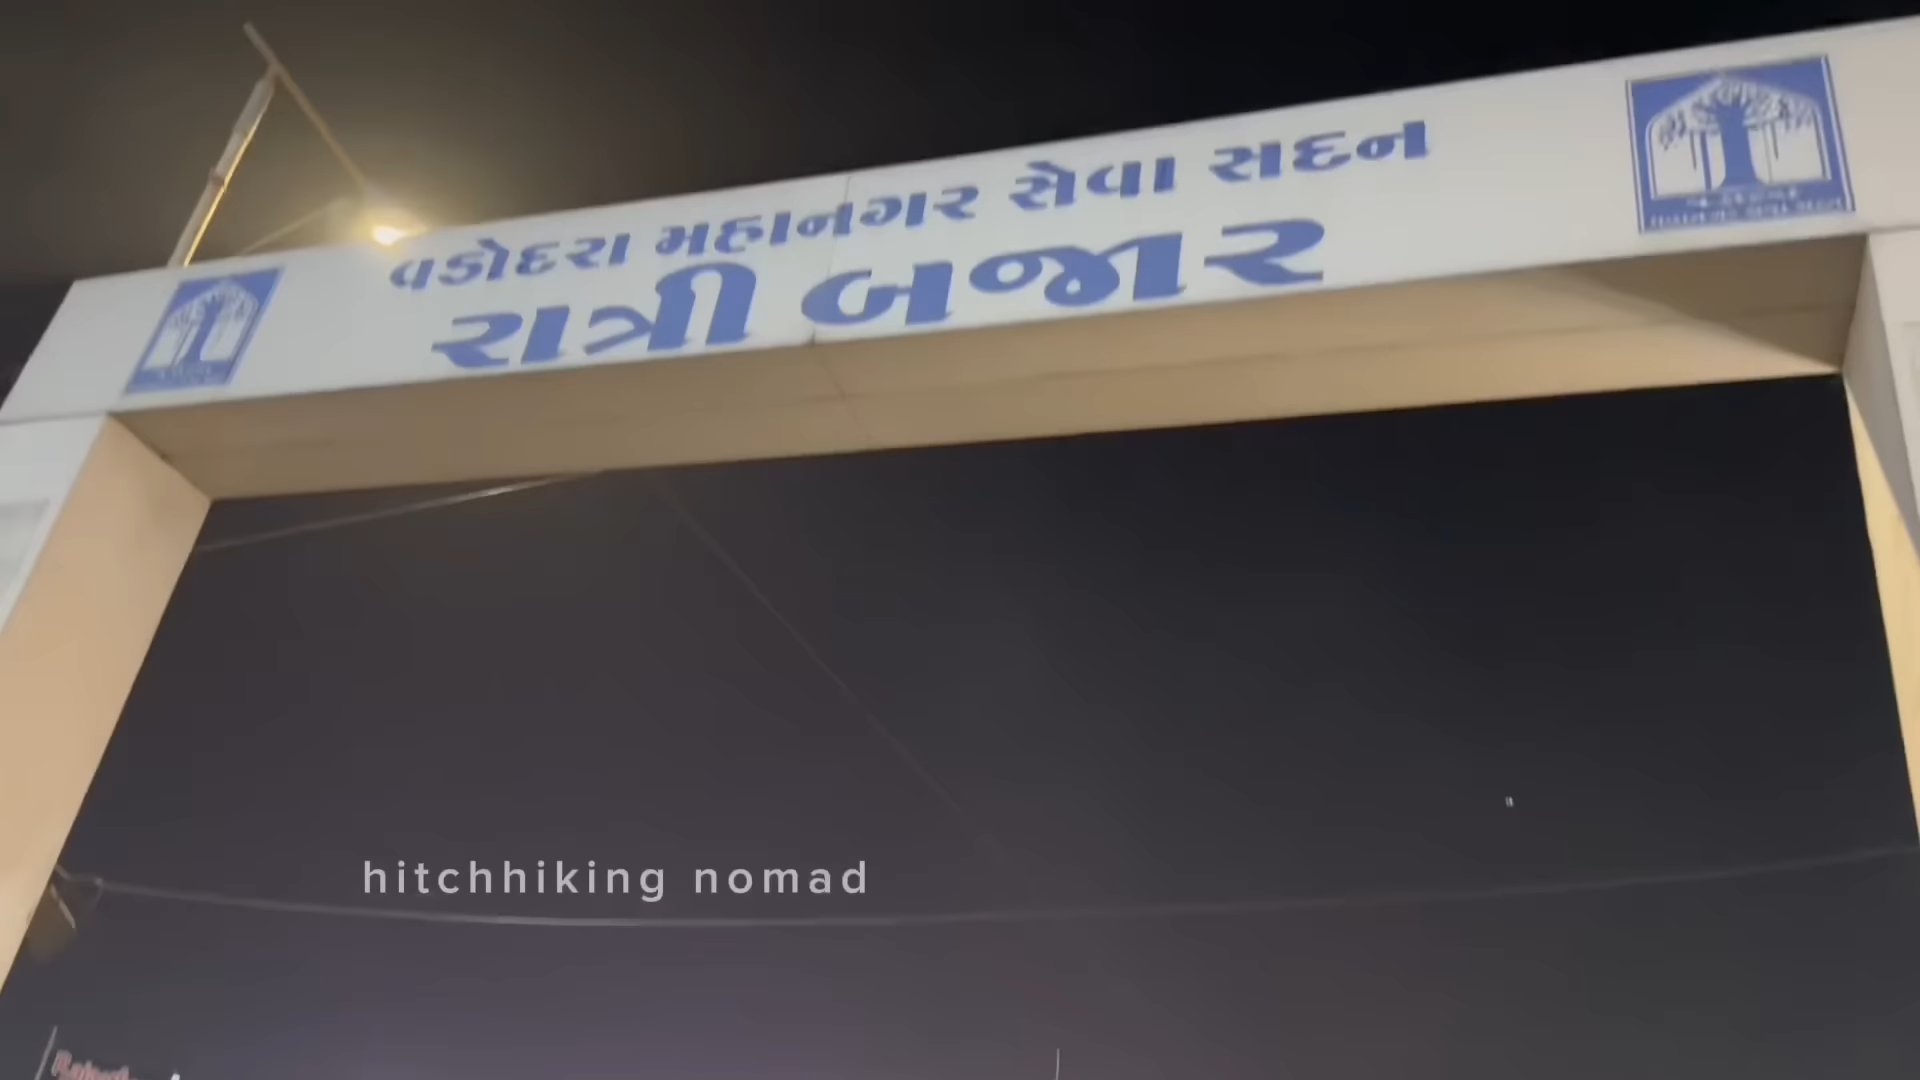 વડોદરા મહાનગર સેવા સદન
રાત્રી બજાર
hitchhiking nomad